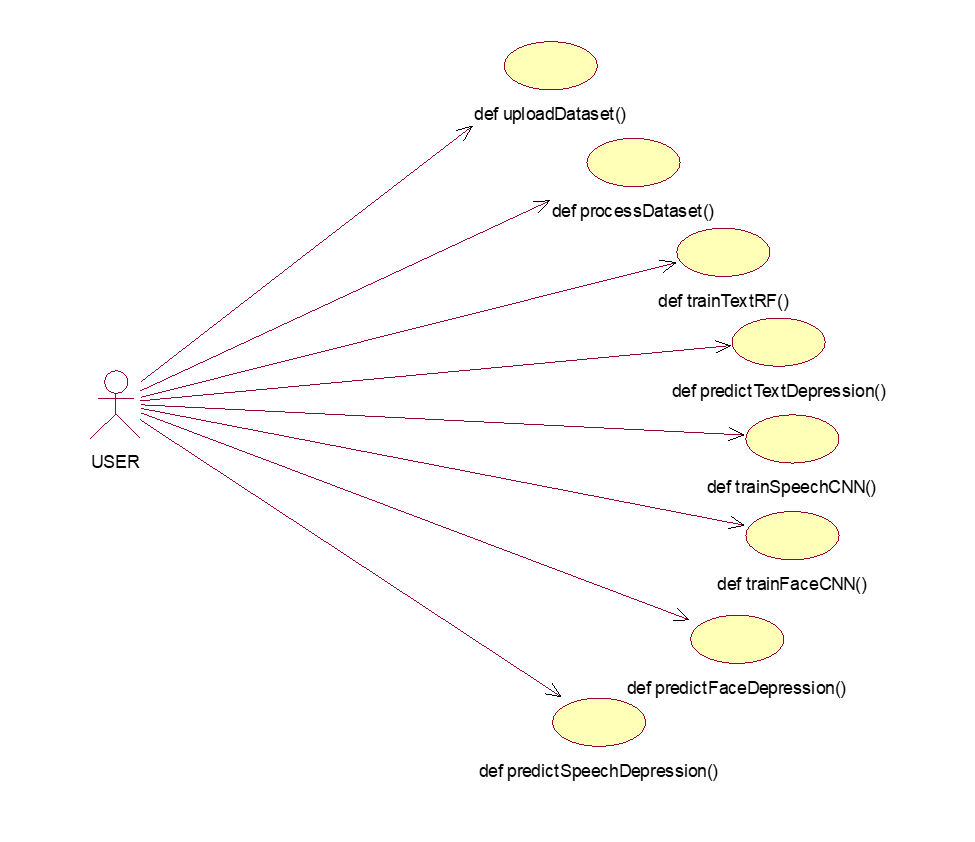 def uploadDataset()
def processDataset()
def trainTextRF()
def predictTextDepression()
USER
def trainSpeechCNN()
def trainFaceCNN()
def predictFaceDepression()
def predictSpeechDepression()